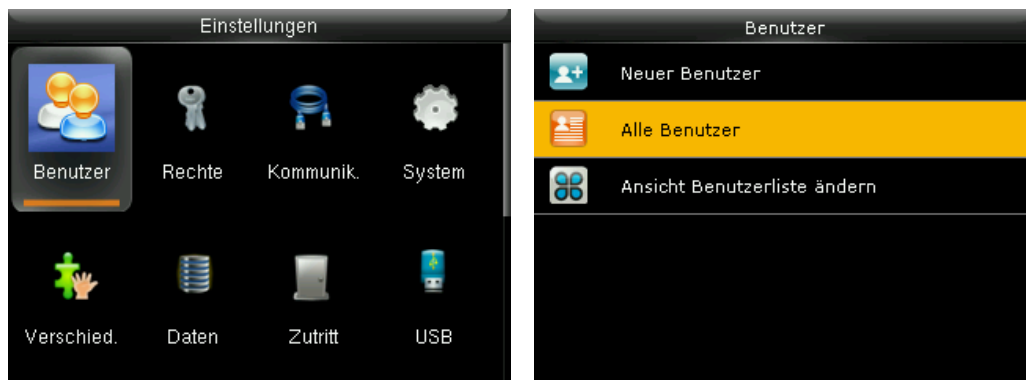 Einstellungen
Benutzer
Rechte
Kommunik.
System
Verschied.
Daten
Zutritt
USB
Benutzer
Neuer Benutzer
Alle Benutzer
Ansicht Benutzerliste ändern